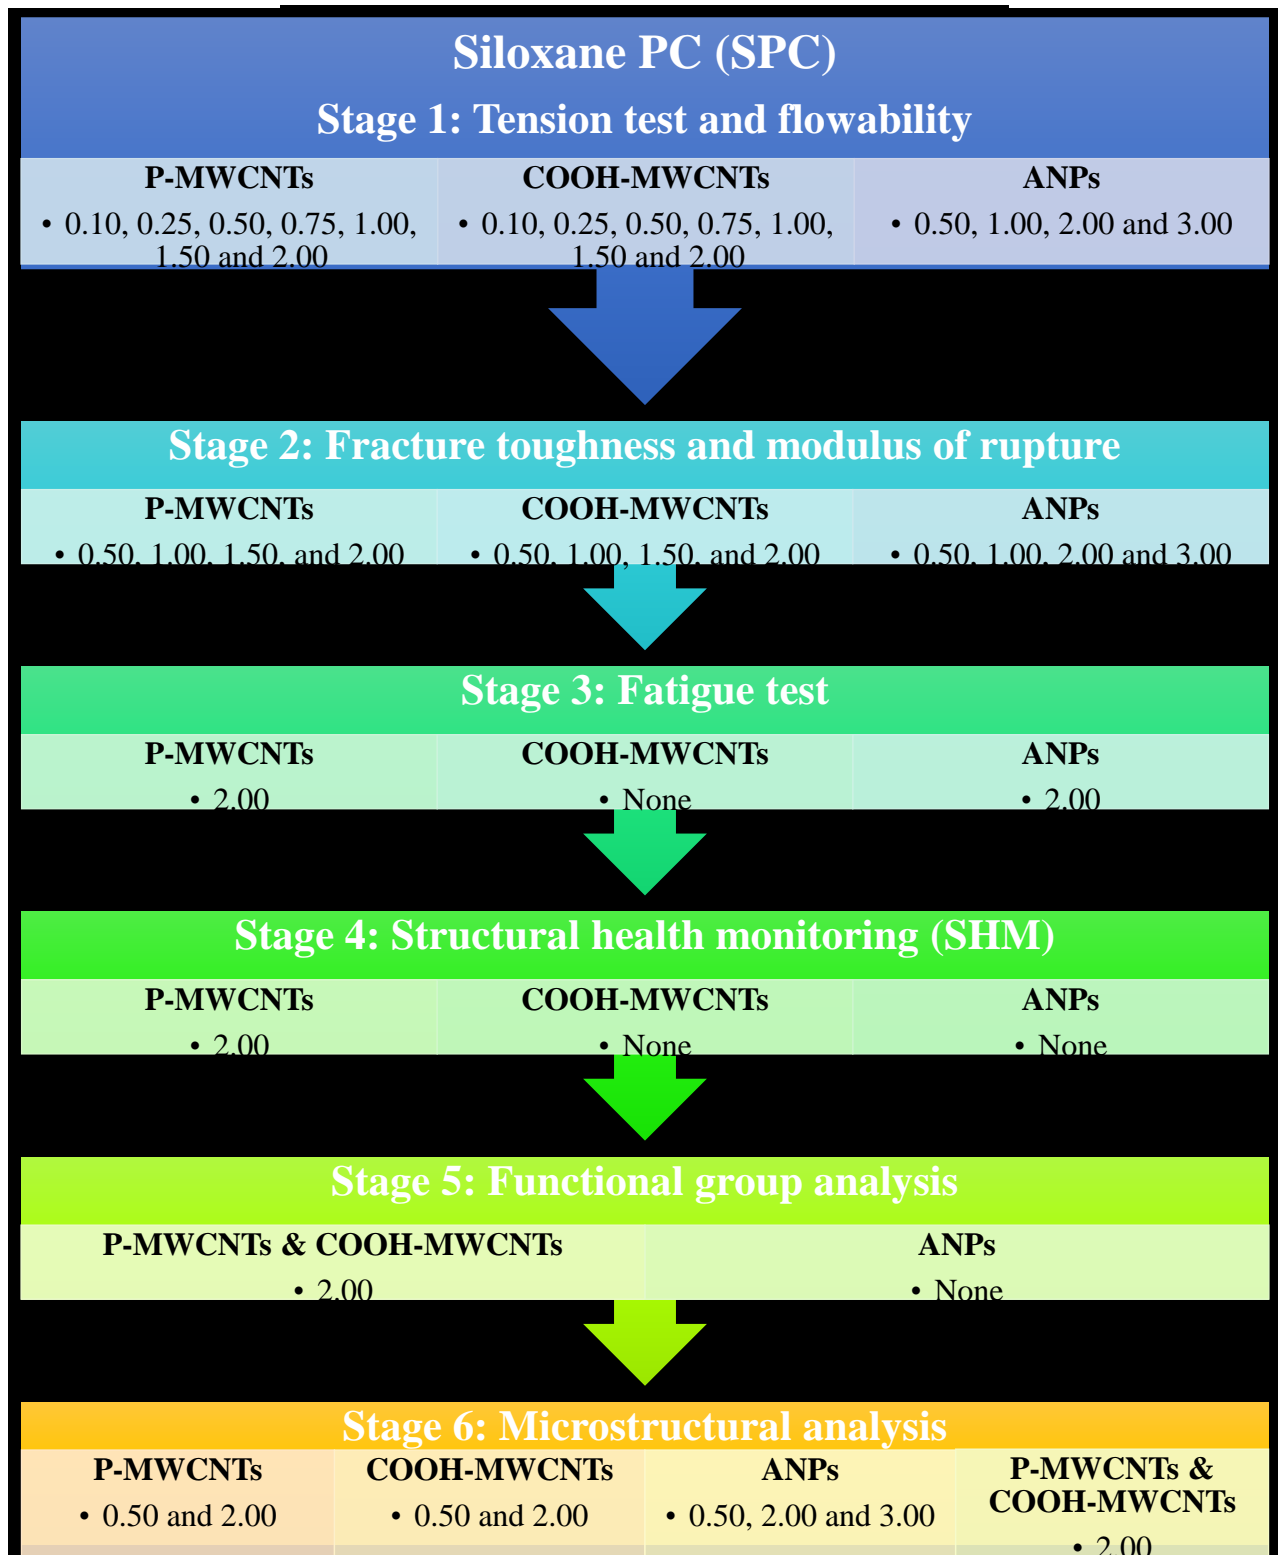 Siloxane PC (SPC)
Stage 1: Tension test and flowability
P-MWCNTs
• 0.10, 0.25, 0.50, 0.75, 1.00,
1.50 and 2.00
COOH-MWCNTs
• 0.10, 0.25, 0.50, 0.75, 1.00,
1.50 and 2.00
ANPs
• 0.50, 1.00, 2.00 and 3.00
Stage 2: Fracture toughness and modulus of rupture
P-MWCNTs
• 0.50, 1.00, 1.50, and 2.00
COOH-MWCNTs
• 0.50, 1.00, 1.50, and 2.00
ANPs
• 0.50, 1.00, 2.00 and 3.00
Stage 3: Fatigue test
P-MWCNTs
• 2.00
COOH-MWCNTs
• None
ANPs
• 2.00
Stage 4: Structural health monitoring (SHM)
P-MWCNTs
• 2.00
COOH-MWCNTs
• None
ANPs
• None
Stage 5: Functional group analysis
P-MWCNTs & COOH-MWCNTs
• 2.00
ANPs
• None
Stage 6: Microstructural analysis
P-MWCNTs
• 0.50 and 2.00
COOH-MWCNTs
• 0.50 and 2.00
ANPs
• 0.50, 2.00 and 3.00
P-MWCNTs &
COOH-MWCNTs
• 2.00